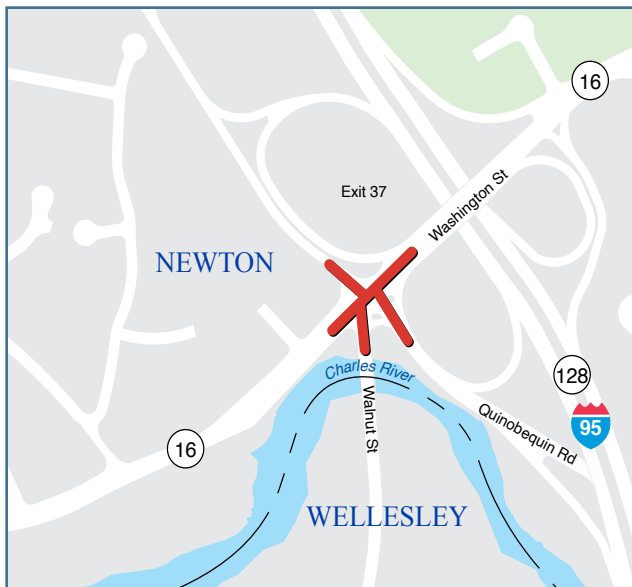 16
Exit 37
Washington St
NEWTON
Charles River
128
Walnut St
Quinobequin Rd
95
16
WELLESLEY